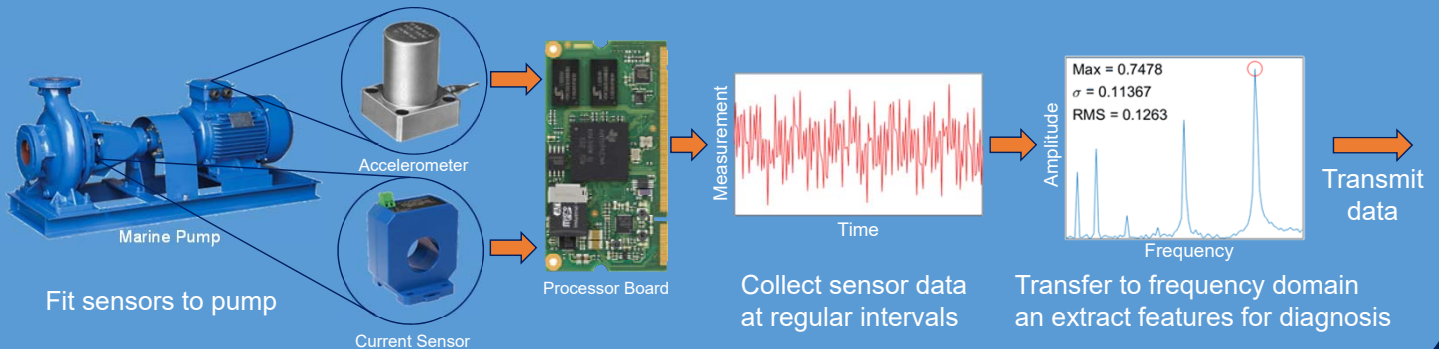 Marine Pump
Fit sensors to pump
Accelerometer
Current Sensor
Processor Board
Measurement
Time
Collect sensor data
at regular intervals
Max = 0.7478
σ = 0.11367
RMS = 0.1263
Amplitude
Frequency
Transfer to frequency domain
an extract features for diagnosis
Transmit
data